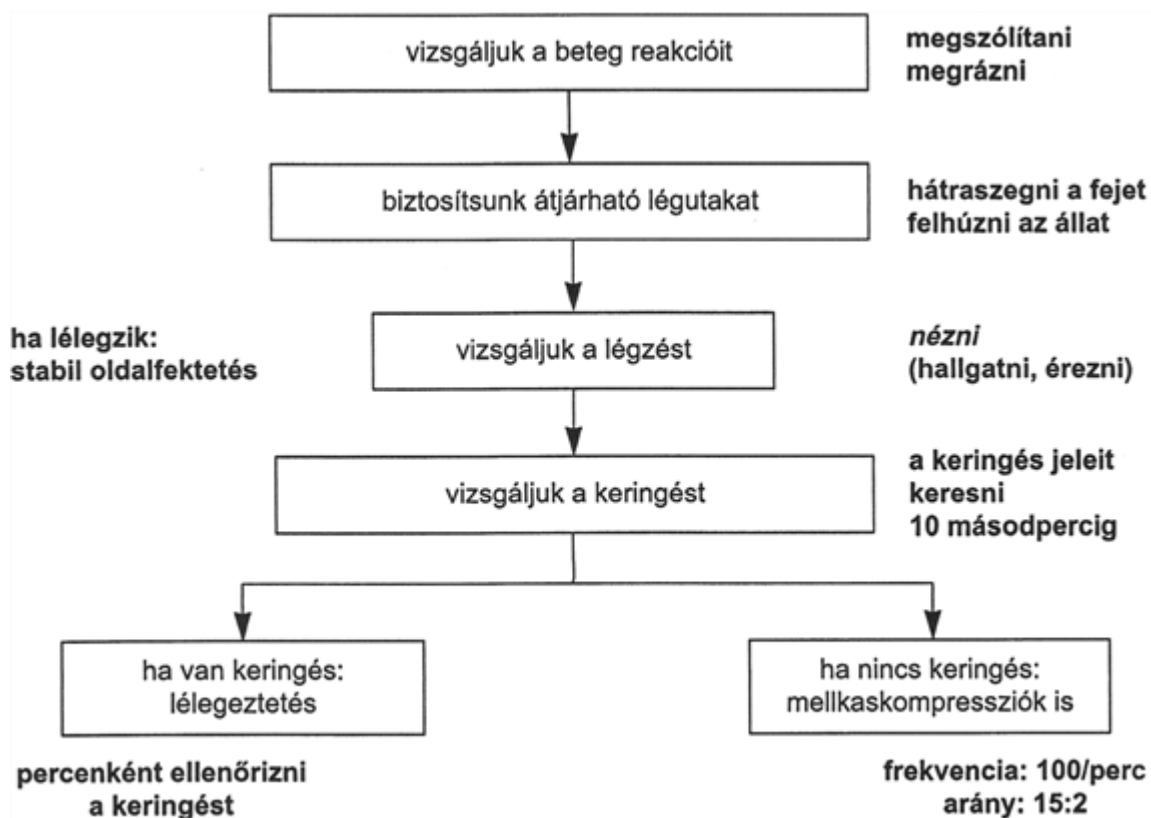 vizsgáljuk a beteg reakcióit
megszólítani
megrázni
biztosítsunk átjárható légutakat
hátraszegni a fejet
felhúzni az állat
ha lélegzik:
stabil oldalfektetés
vizsgáljuk a légzést
nézni
(hallgatni, érezni)
vizsgáljuk a keringést
a keringés jeleit
keresni
10 másodpercig
ha van keringés:
lélegeztetés
ha nincs keringés:
mellkaskompressziók is
percenként ellenőrizni
a keringést
frekvencia: 100/perc
arány: 15:2